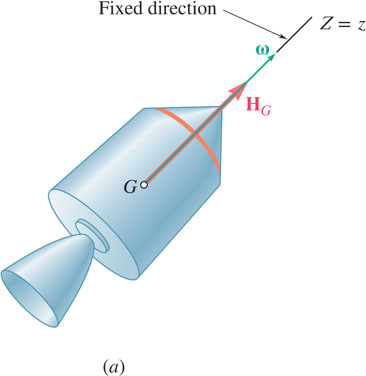 Fixed direction
Z = z
ω
H_G
G
(a)